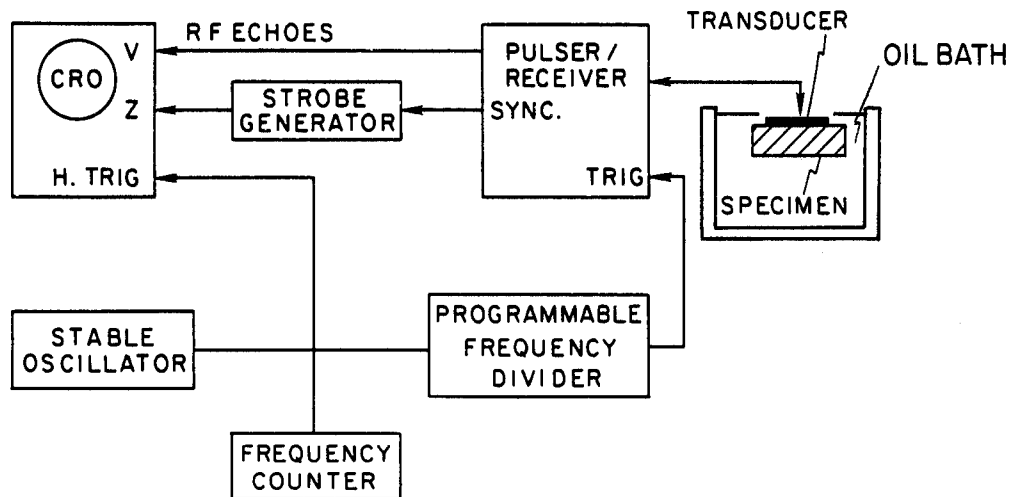 TRANSDUCER
RF ECHOES
V
PULSER /
RECEIVER
OIL BATH
CRO
Z
STROBE
GENERATOR
SYNC.
H. TRIG
TRIG
SPECIMEN
STABLE
OSCILLATOR
PROGRAMMABLE
FREQUENCY
DIVIDER
FREQUENCY
COUNTER